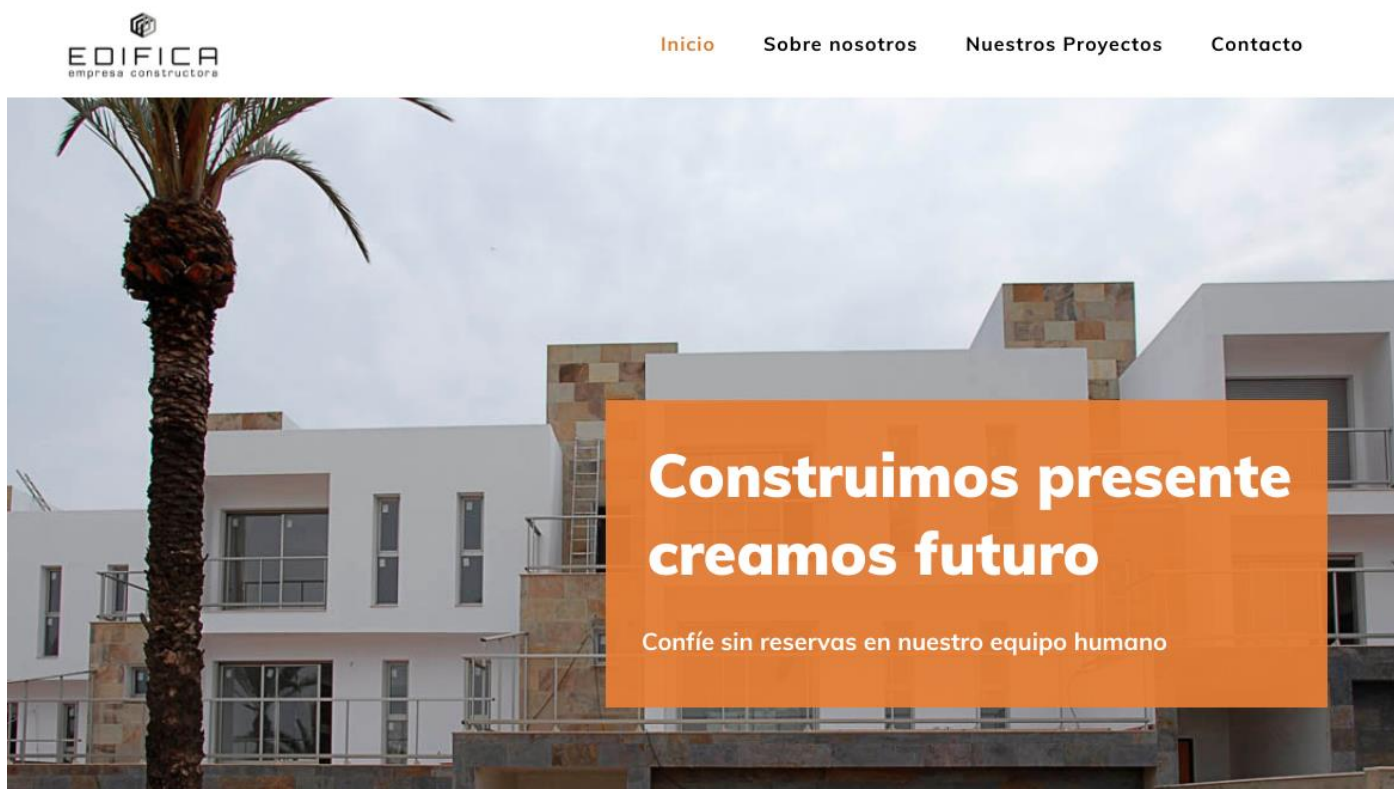 EDIFICA
empresa constructora
Inicio Sobre nosotros Nuestros Proyectos Contacto
Construimos presente
creamos futuro
Confíe sin reservas en nuestro equipo humano